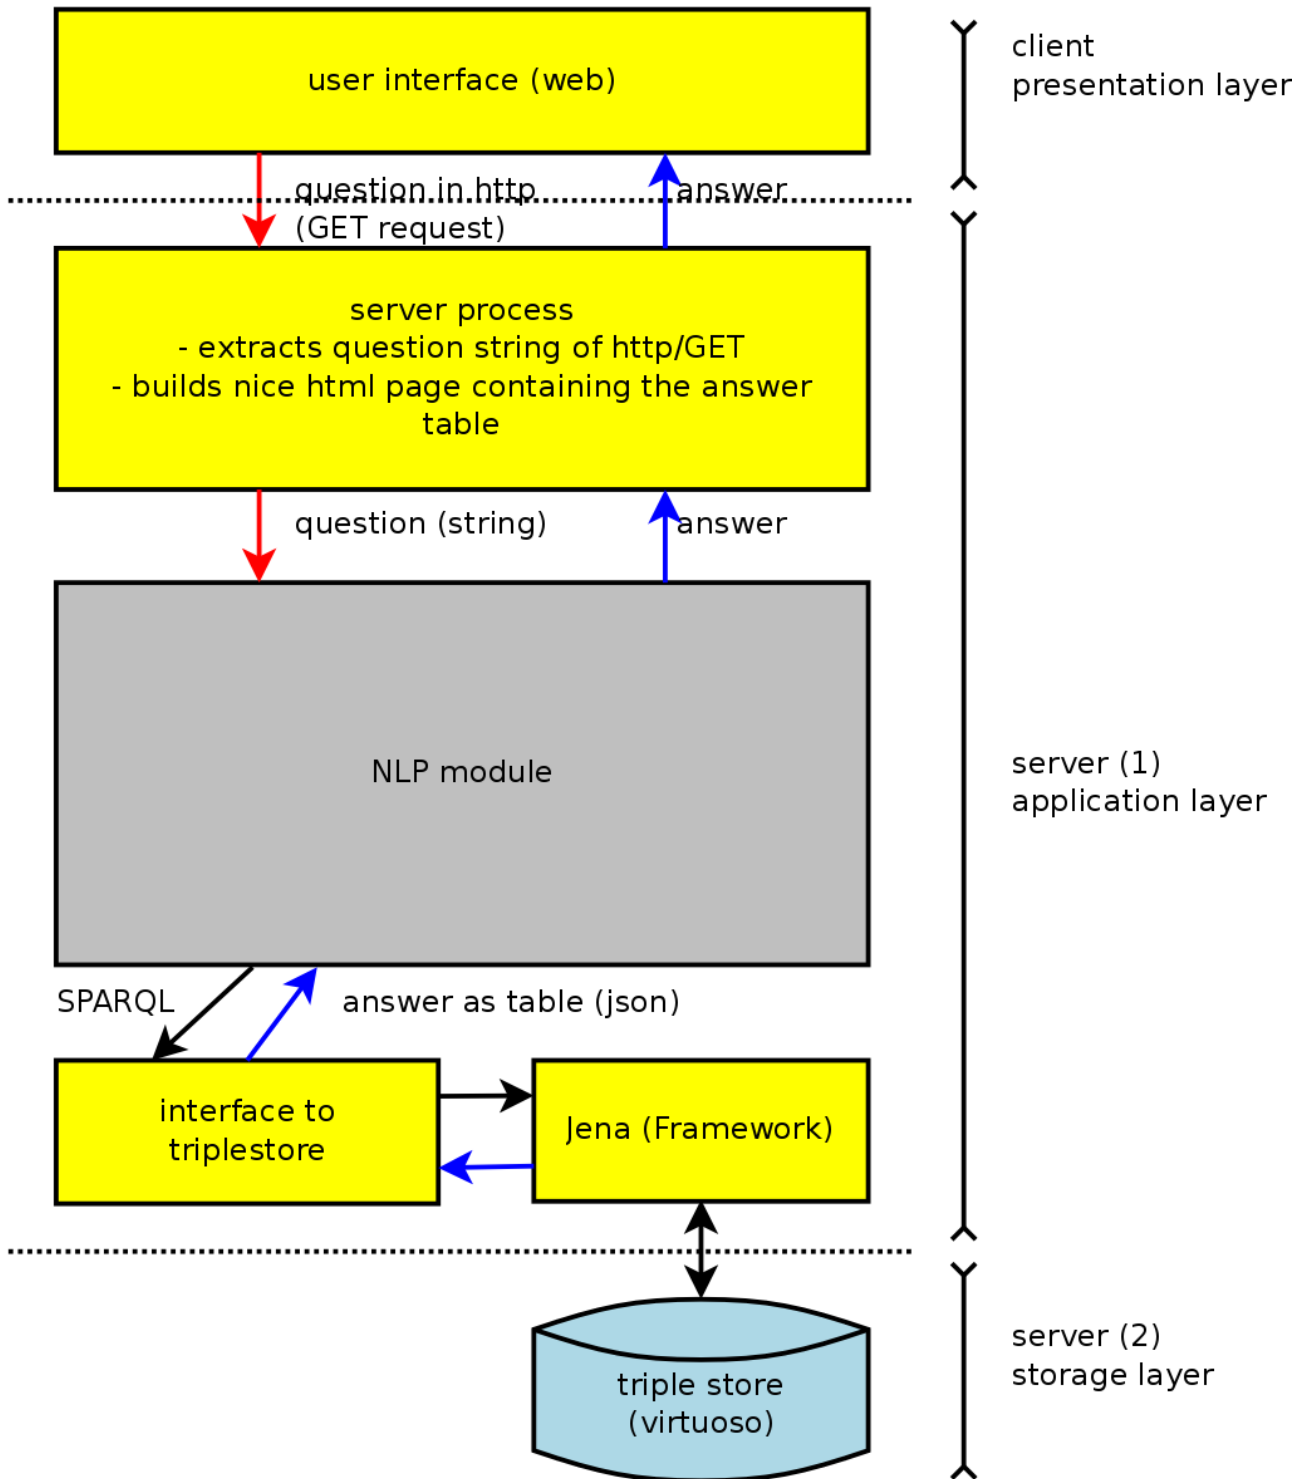 user interface (web)
client
presentation layer
question in http
(GET request)
answer
server process
- extracts question string of http/GET
- builds nice html page containing the answer
table
question (string)
answer
NLP module
server (1)
application layer
SPARQL
answer as table (json)
interface to
triplestore
Jena (Framework)
triple store
(virtuoso)
server (2)
storage layer